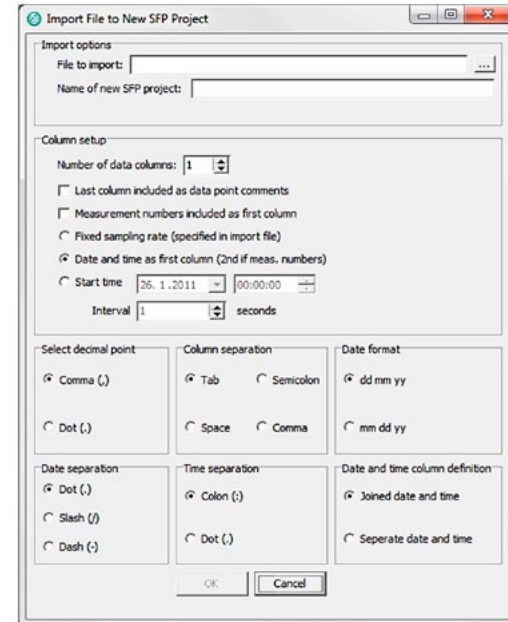 Import File to New SFP Project
Import options
File to import:
...
Name of new SFP project:
Column setup
Number of data columns: 1
Last column included as data point comments
Measurement numbers included as first column
Fixed sampling rate (specified in import file)
Date and time as first column (2nd if meas. numbers)
Start time 26. 1.2011 00:00:00
Interval 1 seconds
Select decimal point
Comma (,)
Dot (.)
Column separation
Tab Semicolon
Space Comma
Date format
dd mm yy
mm dd yy
Date separation
Dot (.)
Slash (/)
Dash (-)
Time separation
Colon (:)
Dot (.)
Date and time column definition
Joined date and time
Seperate date and time
OK Cancel